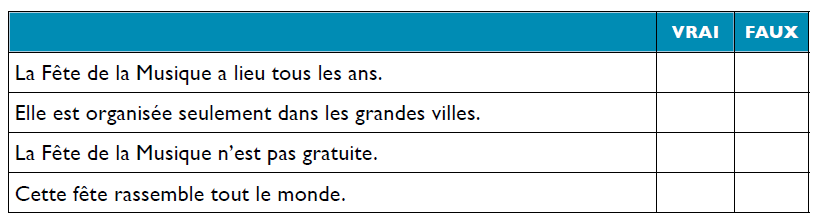 VRAI FAUX
La Fête de la Musique a lieu tous les ans.
Elle est organisée seulement dans les grandes villes.
La Fête de la Musique n’est pas gratuite.
Cette fête rassemble tout le monde.